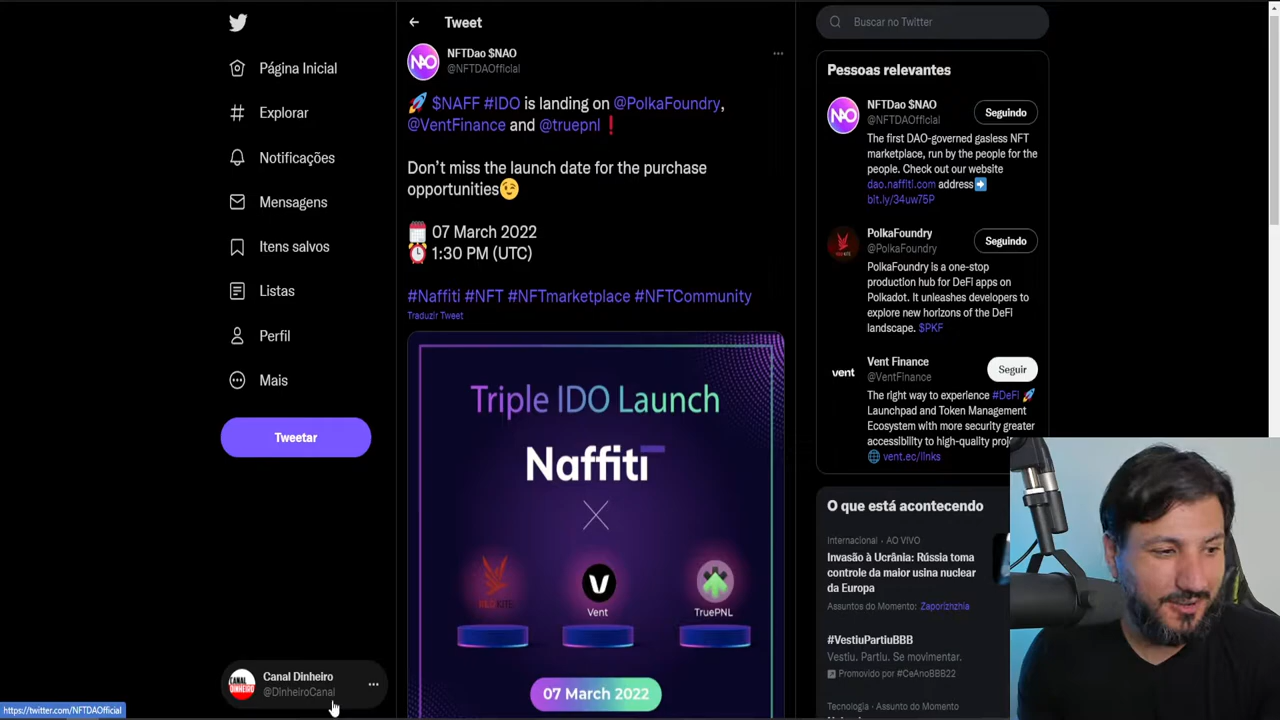 Tweet
Buscar no Twitter
Página Inicial
Explorar
Notificações
Mensagens
Itens salvos
Listas
Perfil
Mais
Tweetar
Canal Dinheiro
@DinheiroCanal
https://twitter.com/NFTDAOfficial
NAO
NFTDao $NAO
@NFTDAOfficial
🚀 $NAFF #IDO is landing on @PolkaFoundry,
@VentFinance and @truepnl❗
Don’t miss the launch date for the purchase
opportunities😉
📅 07 March 2022
⏰ 1:30 PM (UTC)
#Naffiti #NFT #NFTmarketplace #NFTCommunity
Traduzir Tweet
Triple IDO Launch
Naffiti
X
REDKITE
Vent
TruePNL
07 March 2022
Pessoas relevantes
NAO
NFTDao $NAO
@NFTDAOfficial
Seguindo
The first DAO-governed gasless NFT
marketplace, run by the people for the
people. Check out our website
dao.naffiti.com address➡️
bit.ly/34uw75P
PolkaFoundry
@PolkaFoundry
Seguindo
PolkaFoundry is a one-stop
production hub for DeFi apps on
Polkadot. It unleashes developers to
explore new horizons of the DeFi
landscape. $PKF
vent
Vent Finance
@VentFinance
Seguir
The right way to experience #DeFi 🚀
Launchpad and Token Management
Ecosystem with more security greater
accessibility to high-quality
🌐 vent.ec/links
O que está acontecendo
Internacional · AO VIVO
Invasão à Ucrânia: Rússia toma
controle da maior usina nuclear
da Europa
Assuntos do Momento: Zaporizhzhia
#VestiuPartiuBBB
Vestiu. Partiu. Se movimentar.
Promovido por #CeAnoBBB22
Tecnologia · Assunto do Momento